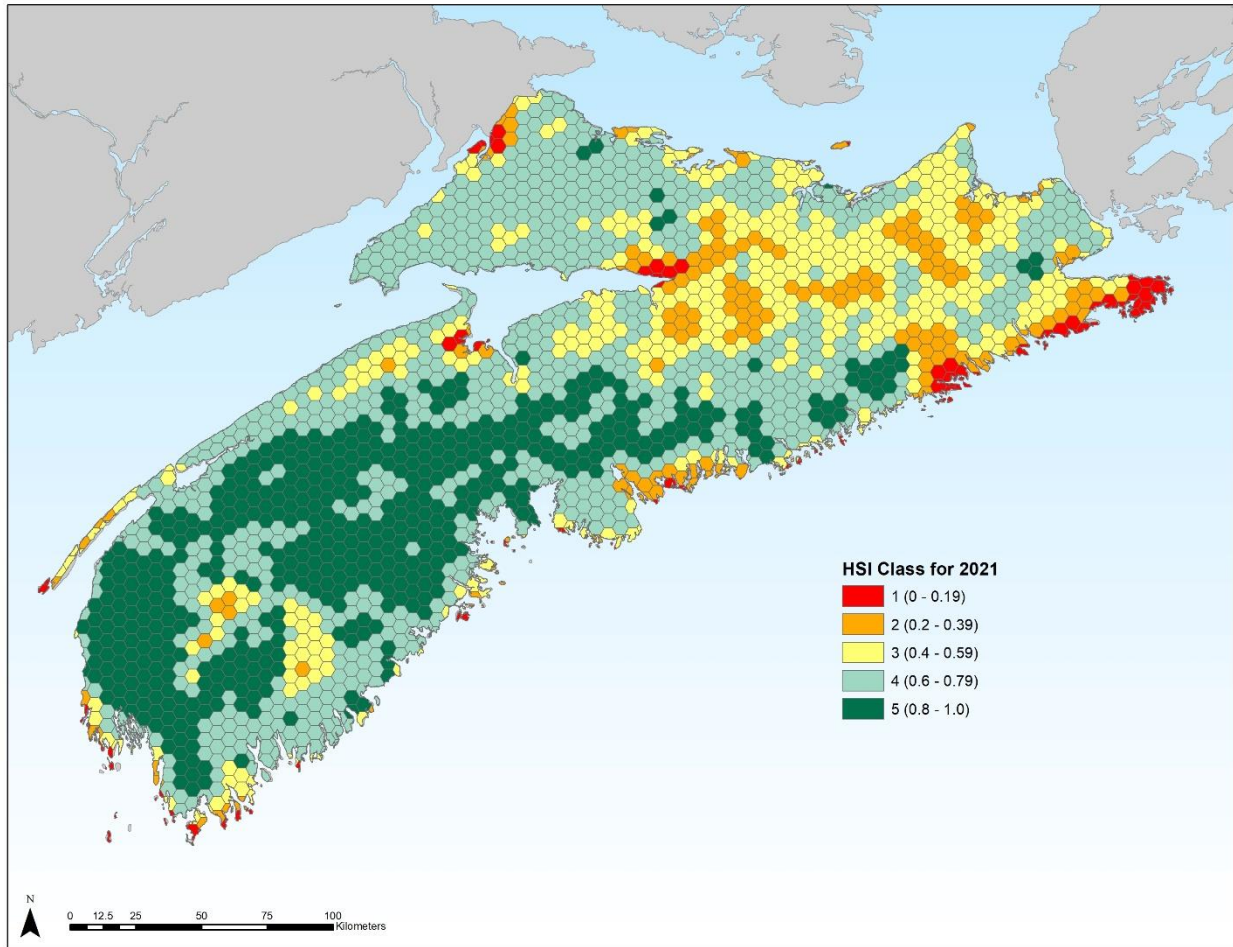 HSI Class for 2021
1 (0 - 0.19)
2 (0.2 - 0.39)
3 (0.4 - 0.59)
4 (0.6 - 0.79)
5 (0.8 - 1.0)
N
0 12.5 25 50 75 100
Kilometers